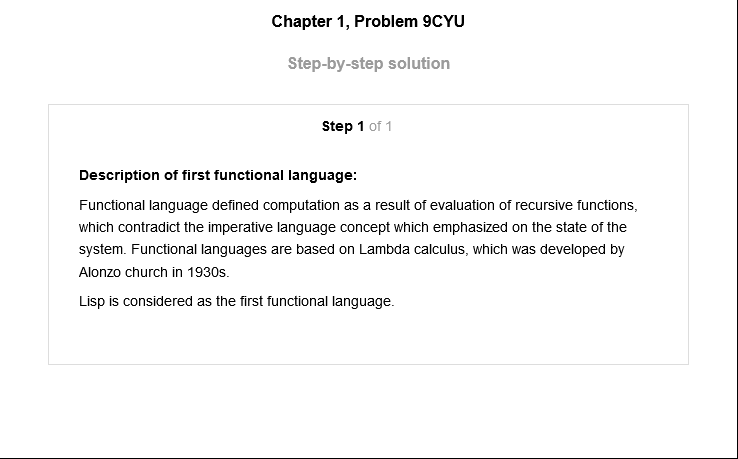 Chapter 1, Problem 9CYU
Step-by-step solution
Step 1 of 1
Description of first functional language:
Functional language defined computation as a result of evaluation of recursive functions,
which contradict the imperative language concept which emphasized on the state of the
system. Functional languages are based on Lambda calculus, which was developed by
Alonzo church in 1930s.
Lisp is considered as the first functional language.